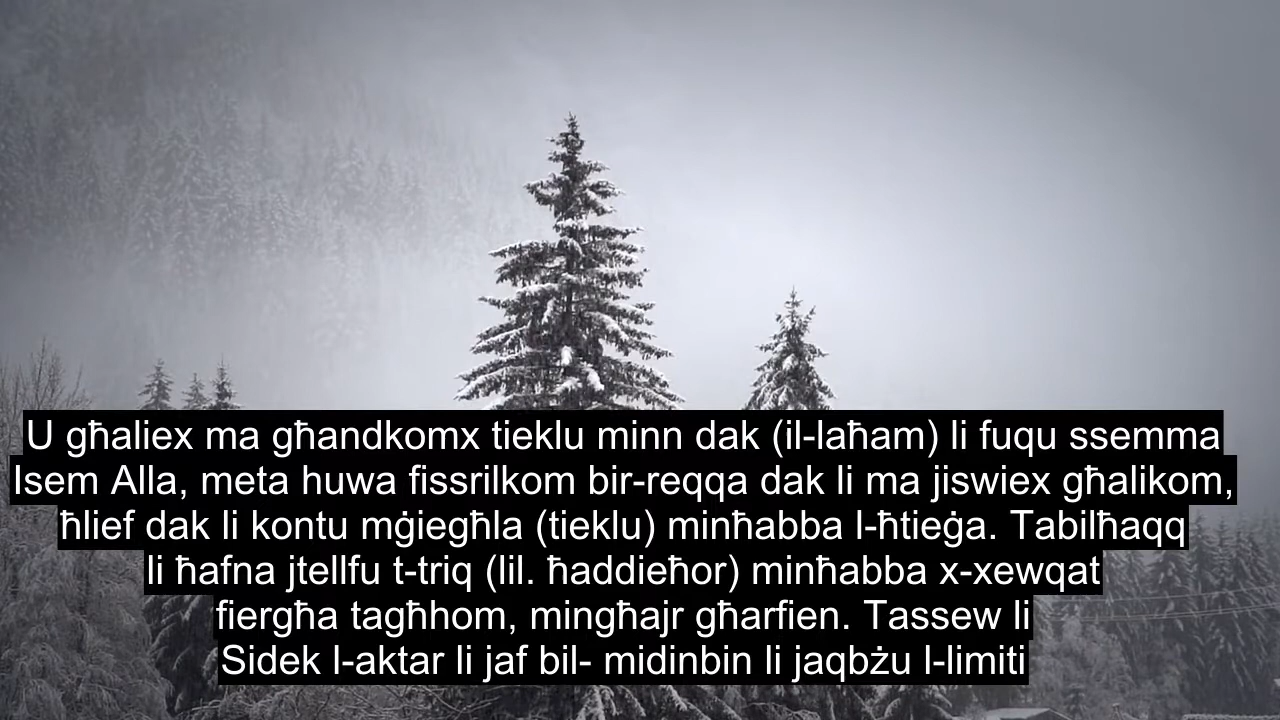 U għaliex ma għandkomx tieklu minn dak (il-laħam) li fuqu ssemma
Isem Alla, meta huwa fissrilkom bir-reqqa dak li ma jiswiex għalikom,
ħlief dak li kontu mġiegħla (tieklu) minħabba l-ħtieġa. Tabilħaqq
li ħafna jtellfu t-triq (lil. ħaddieħor) minħabba x-xewqat
fiergħa tagħhom, mingħajr għarfien. Tassew li
Sidek l-aktar li jaf bil- midinbin li jaqbżu l-limiti